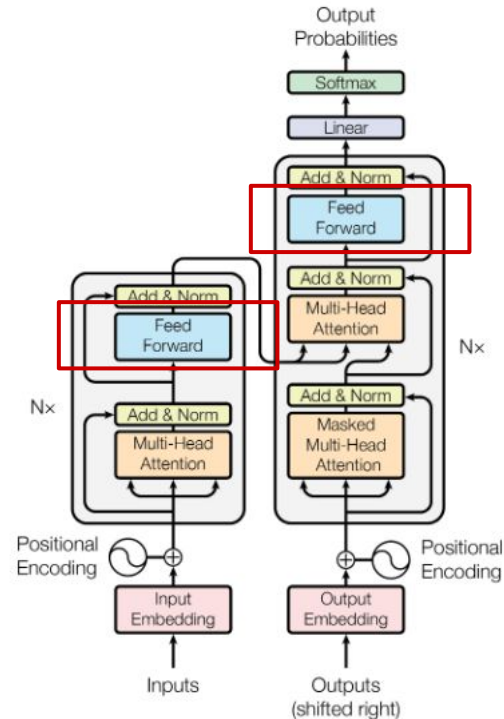 Output
Probabilities
Softmax
Linear
Add & Norm
Feed
Forward
Add & Norm
Multi-Head
Attention
Nx
Add & Norm
Masked
Multi-Head
Attention
Add & Norm
Feed
Forward
Nx
Add & Norm
Multi-Head
Attention
Positional
Encoding
Positional
Encoding
Input
Embedding
Output
Embedding
Inputs
Outputs
(shifted right)